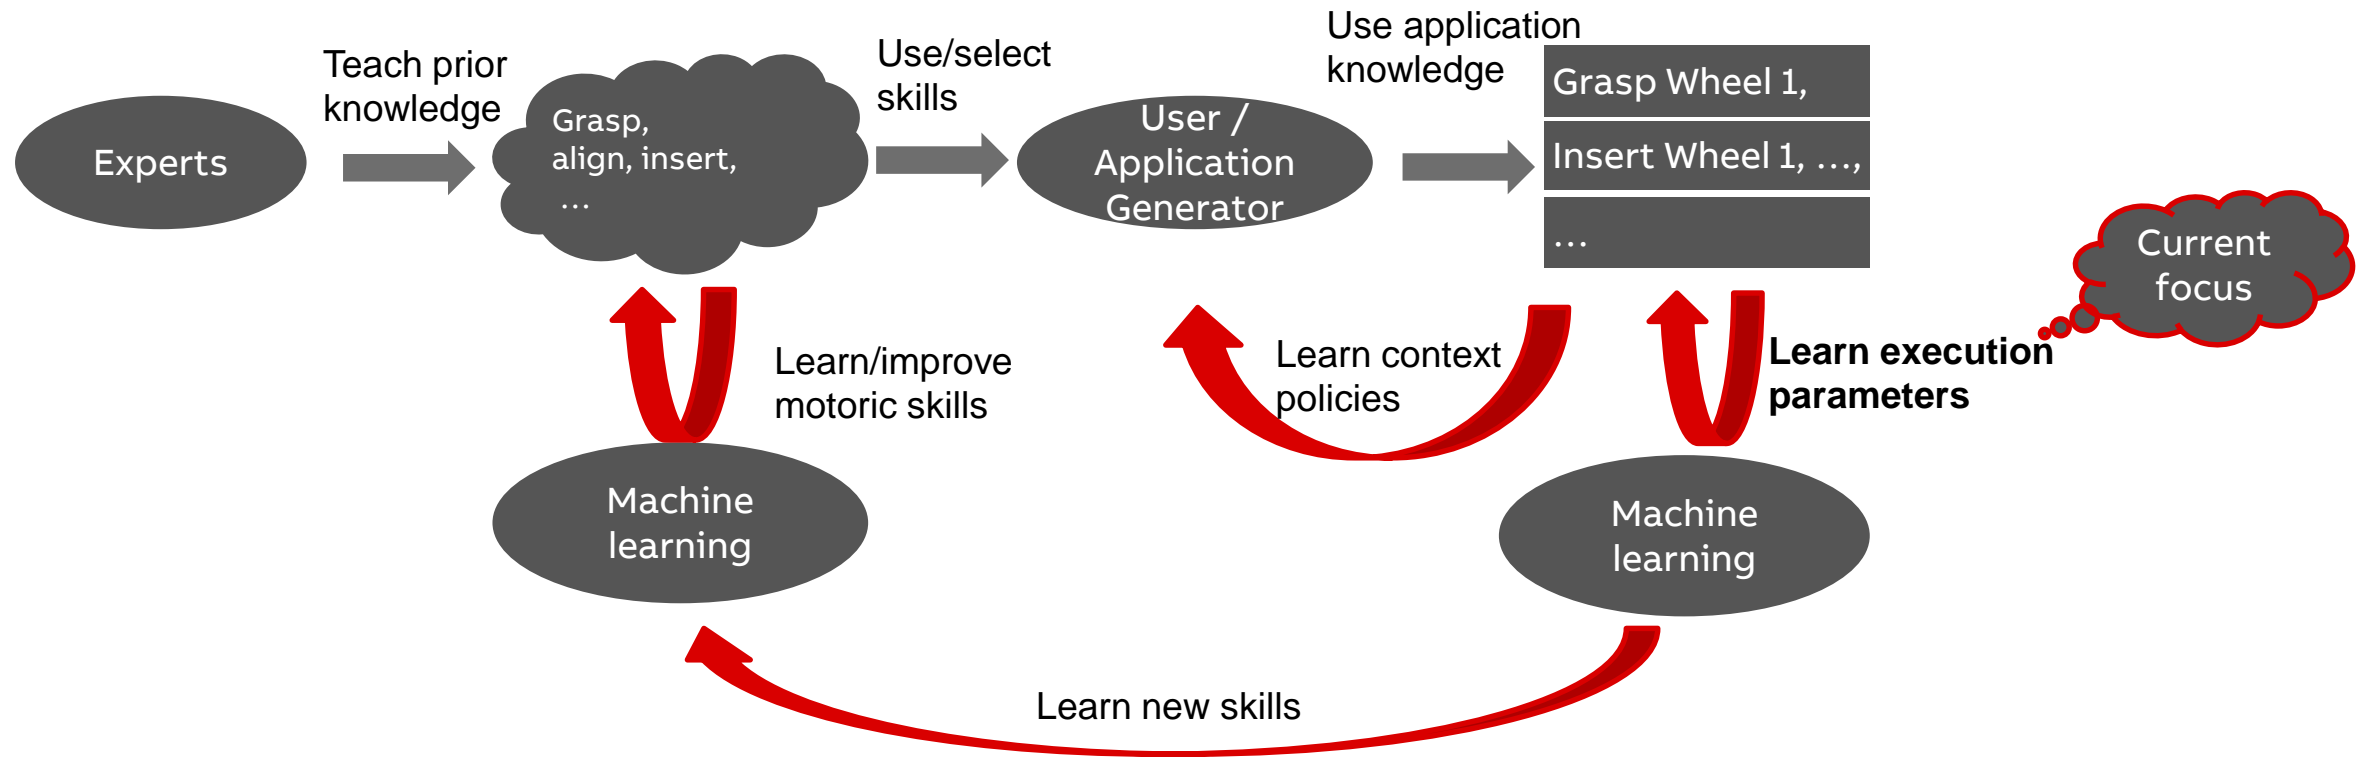 Experts
Teach prior
knowledge
Grasp,
align, insert,
...
Use/select
skills
User /
Application
Generator
Use application
knowledge
Grasp Wheel 1,
Insert Wheel 1, ...,
...
Current
focus
Learn/improve
motoric skills
Learn context
policies
Learn execution
parameters
Machine
learning
Machine
learning
Learn new skills